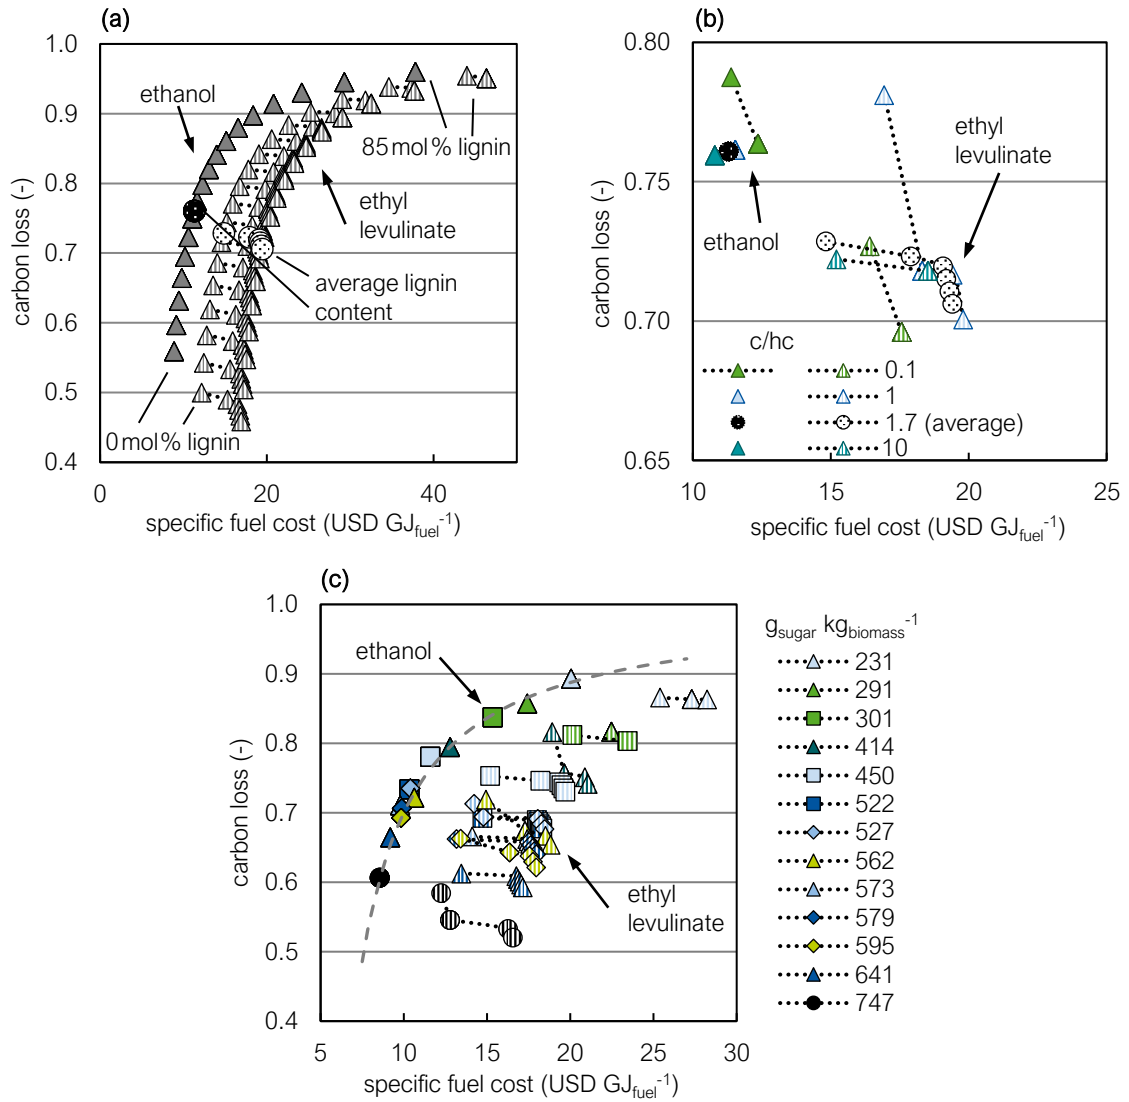 (a)
1.0
0.9
0.8
0.7
0.6
0.5
0.4
carbon loss (-)
ethanol
85 mol% lignin
ethyl
levulinate
average lignin
content
0 mol% lignin
0
20
40
specific fuel cost (USD GJfuel-1)
(b)
0.80
0.75
0.70
0.65
carbon loss (-)
ethyl
levulinate
ethanol
c/hc
0.1
1
1.7 (average)
10
10
15
20
25
specific fuel cost (USD GJfuel-1)
(c)
1.0
0.9
0.8
0.7
0.6
0.5
0.4
carbon loss (-)
ethanol
ethyl
levulinate
5
10
15
20
25
30
specific fuel cost (USD GJfuel-1)
gsugar kgbiomass-1
231
291
301
414
450
522
527
562
573
579
595
641
747